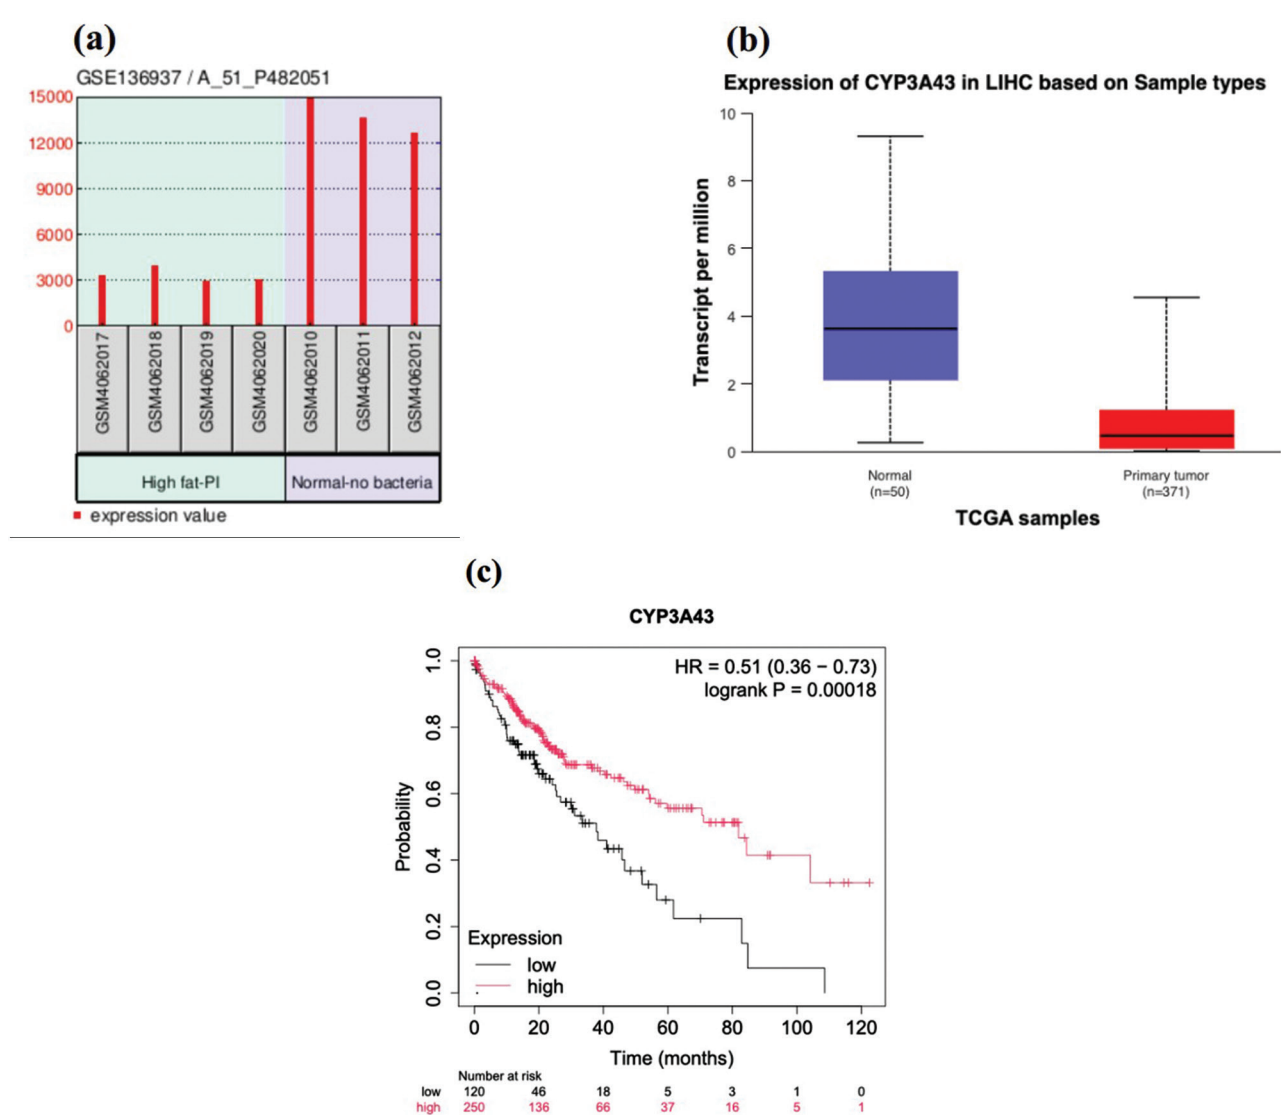 (a)
GSE136937 / A_51_P482051
15000
12000
9000
6000
3000
0
GSM4062017
GSM4062018
GSM4062019
GSM4062020
GSM4062010
GSM4062011
GSM4062012
High fat-PI
Normal-no bacteria
expression value
(b)
Expression of CYP3A43 in LIHC based on Sample types
Transcript per million
10
8
6
4
2
0
Normal
(n=50)
Primary tumor
(n=371)
TCGA samples
(c)
CYP3A43
HR = 0.51 (0.36 − 0.73)
logrank P = 0.00018
Probability
1.0
0.8
0.6
0.4
0.2
0.0
Expression
low
high
0 20 40 60 80 100 120
Time (months)
Number at risk
low 120 46 18 5 3 1 0
high 250 136 66 37 16 5 1